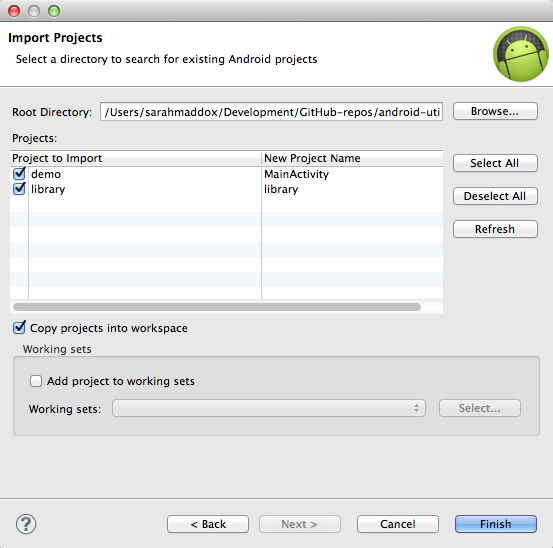 Import Projects
Select a directory to search for existing Android projects
Root Directory: /Users/sarahmaddox/Development/GitHub-repos/android-uti Browse...
Projects:
Project to Import New Project Name
demo MainActivity
library library
Select All
Deselect All
Refresh
Copy projects into workspace
Working sets
Add project to working sets
Working sets: Select...
? < Back Next > Cancel Finish